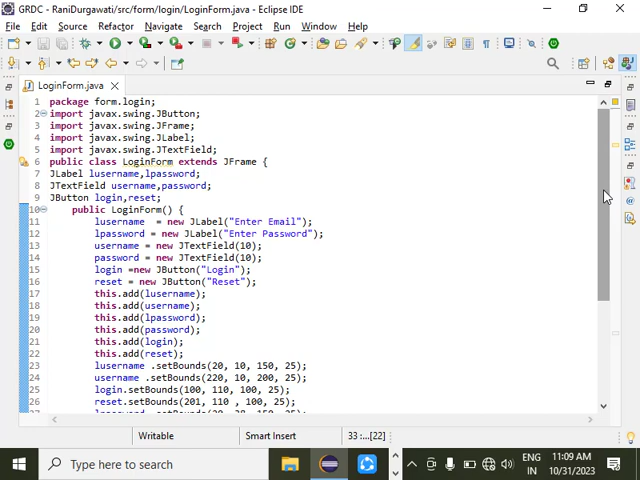 GRDC - RaniDurgawati/src/form/login/LoginForm.java - Eclipse IDE
File Edit Source Refactor Navigate Search Project Run Window Help
LoginForm.java
1 package form.login;
2 import javax.swing.JButton;
3 import javax.swing.JFrame;
4 import javax.swing.JLabel;
5 import javax.swing.JTextField;
6 public class LoginForm extends JFrame {
7 JLabel lusername,lpassword;
8 JTextField username,password;
9 JButton login,reset;
10 public LoginForm() {
11 lusername = new JLabel("Enter Email");
12 lpassword = new JLabel("Enter Password");
13 username = new JTextField(10);
14 password = new JTextField(10);
15 login =new JButton("Login");
16 reset = new JButton("Reset");
17 this.add(lusername);
18 this.add(username);
19 this.add(lpassword);
20 this.add(password);
21 this.add(login);
22 this.add(reset);
23 lusername .setBounds(20, 10, 150, 25);
24 username .setBounds(220, 10, 200, 25);
25 login.setBounds(100, 110, 100, 25);
26 reset.setBounds(201, 110 , 100, 25);
Writable Smart Insert 33 : ...[22]
Type here to search
ENG
IN
11:09 AM
10/31/2023